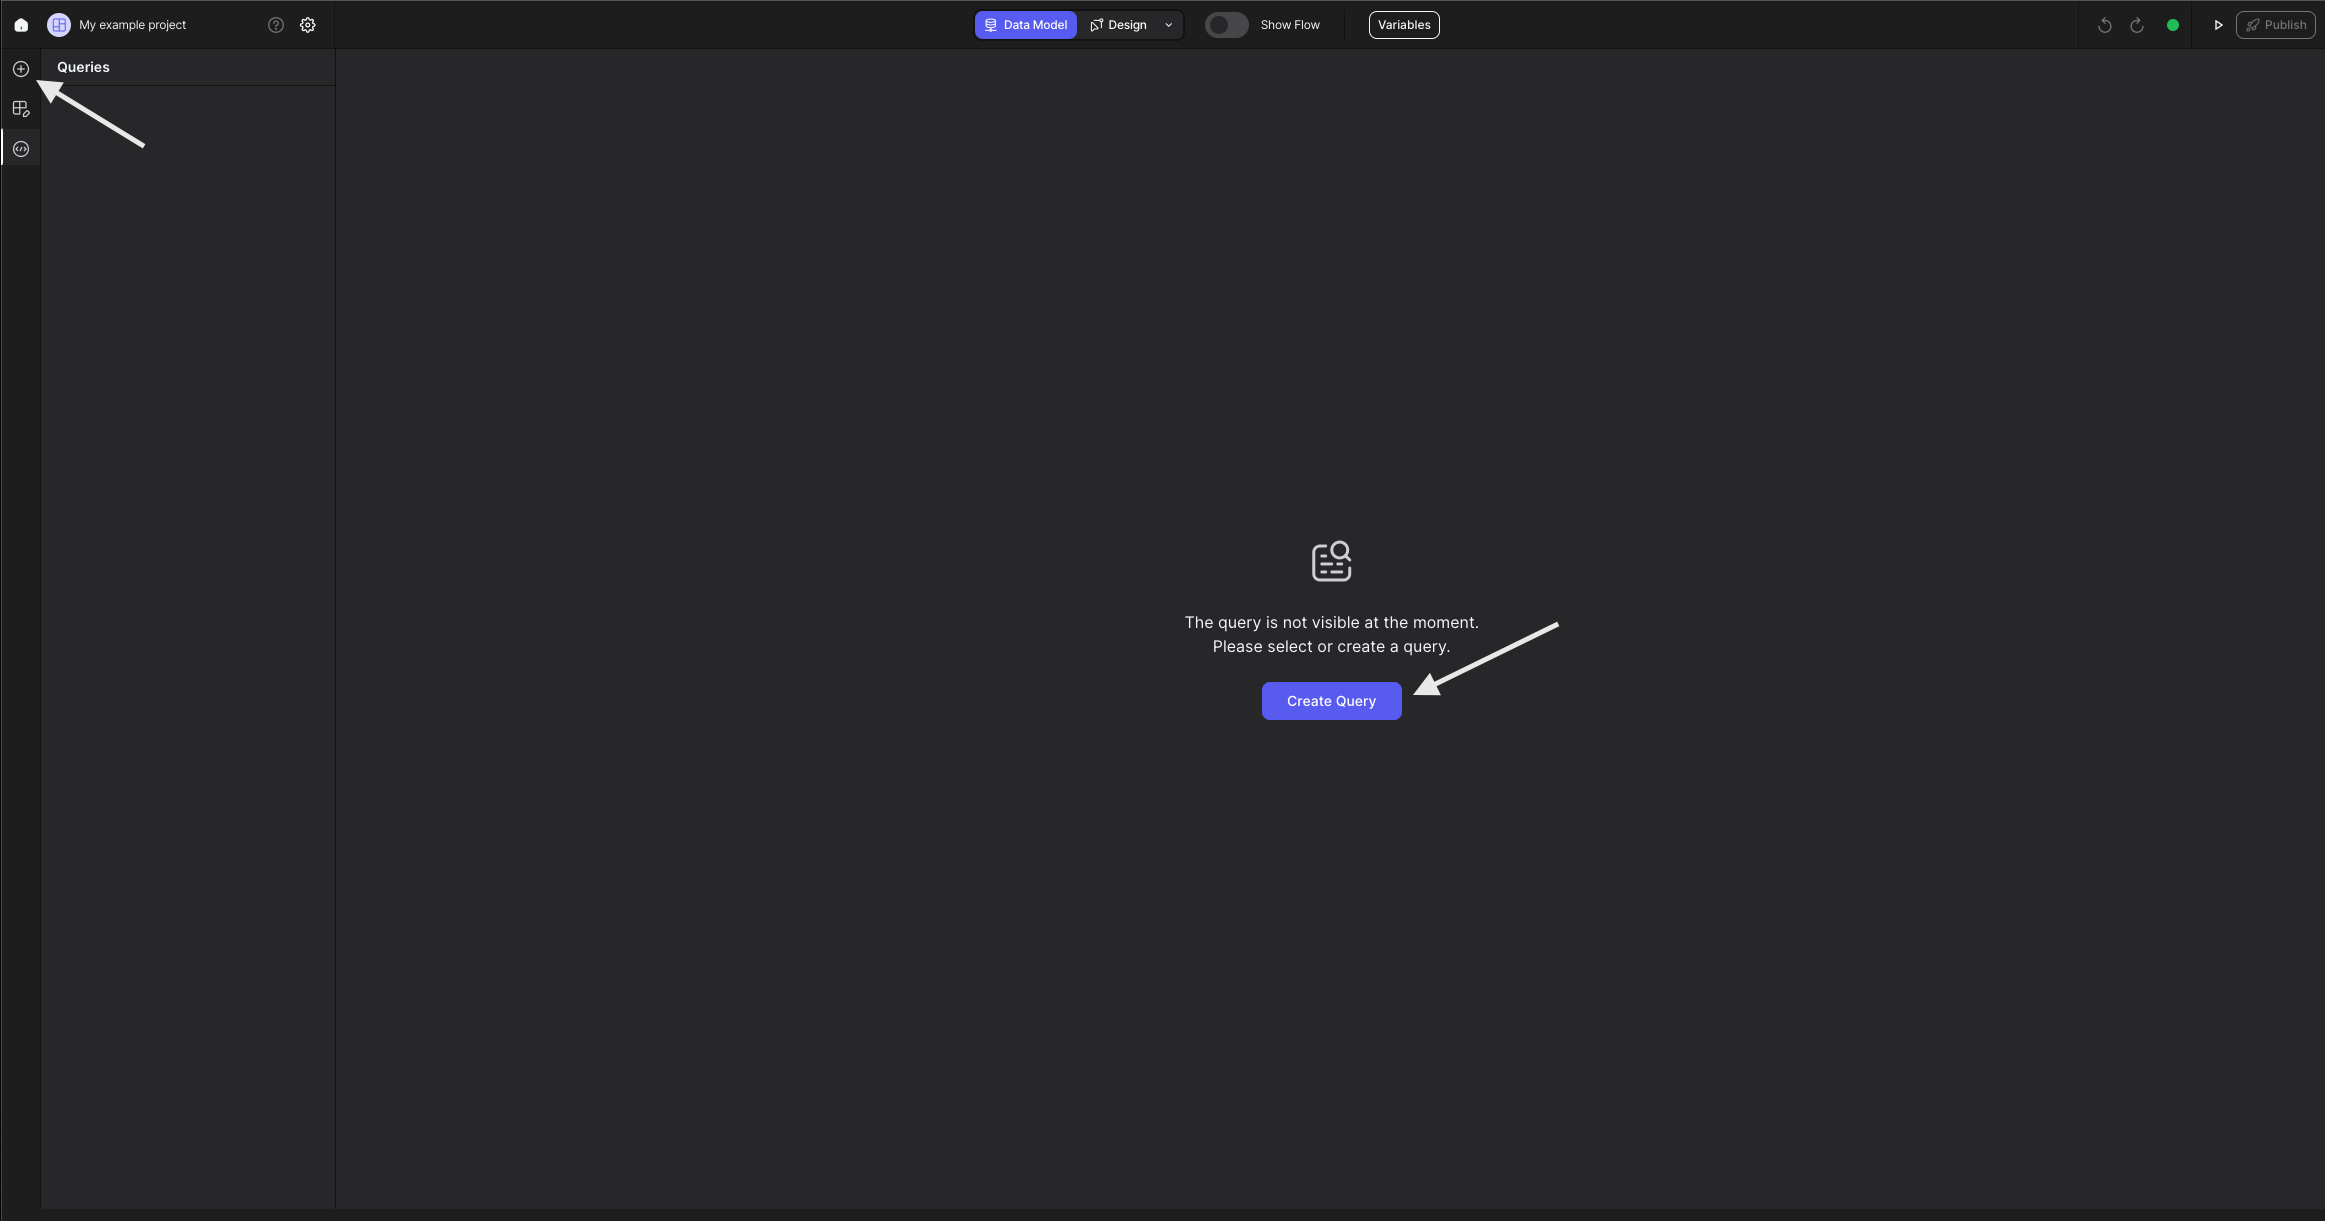 My example project
Data Model
Design
Show Flow
Variables
Publish
Queries
The query is not visible at the moment.
Please select or create a query.
Create Query